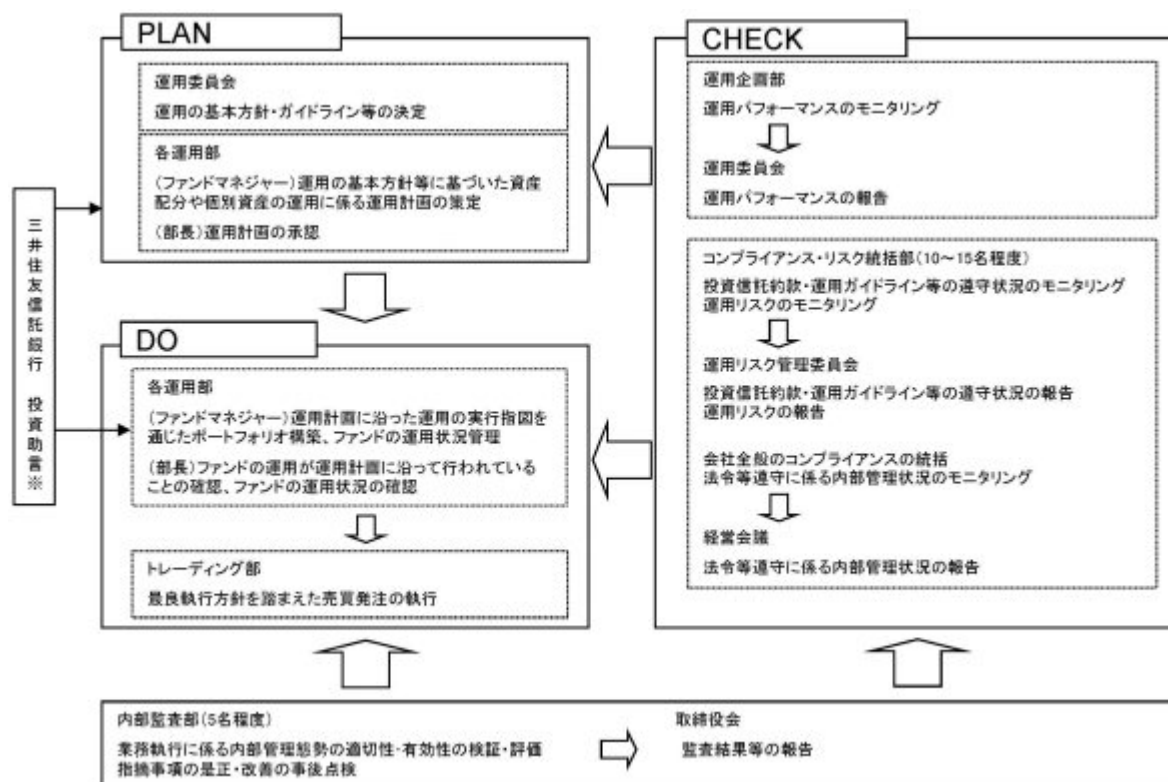 PLAN
運用委員会
運用の基本方針・ガイドライン等の決定
各運用部
(ファンドマネジャー)運用の基本方針等に基づいた資産
配分や個別資産の運用に係る運用計画の策定
(部長)運用計画の承認
三井住友信託銀行 投資助言※
DO
各運用部
(ファンドマネジャー)運用計画に沿った運用の実行指図を
通じたポートフォリオ構築、ファンドの運用状況管理
(部長)ファンドの運用が運用計画に沿って行われている
ことの確認、ファンドの運用状況の確認
トレーディング部
最良執行方針を踏まえた売買発注の執行
CHECK
運用企画部
運用パフォーマンスのモニタリング
運用委員会
運用パフォーマンスの報告
コンプライアンス・リスク統括部(10~15名程度)
投資信託約款・運用ガイドライン等の遵守状況のモニタリング
運用リスクのモニタリング
運用リスク管理委員会
投資信託約款・運用ガイドライン等の遵守状況の報告
運用リスクの報告
会社全般のコンプライアンスの統括
法令等遵守に係る内部管理状況のモニタリング
経営会議
法令等遵守に係る内部管理状況の報告
内部監査部(5名程度)
業務執行に係る内部管理態勢の適切性・有効性の検証・評価
指摘事項の是正・改善の事後点検
取締役会
監査結果等の報告